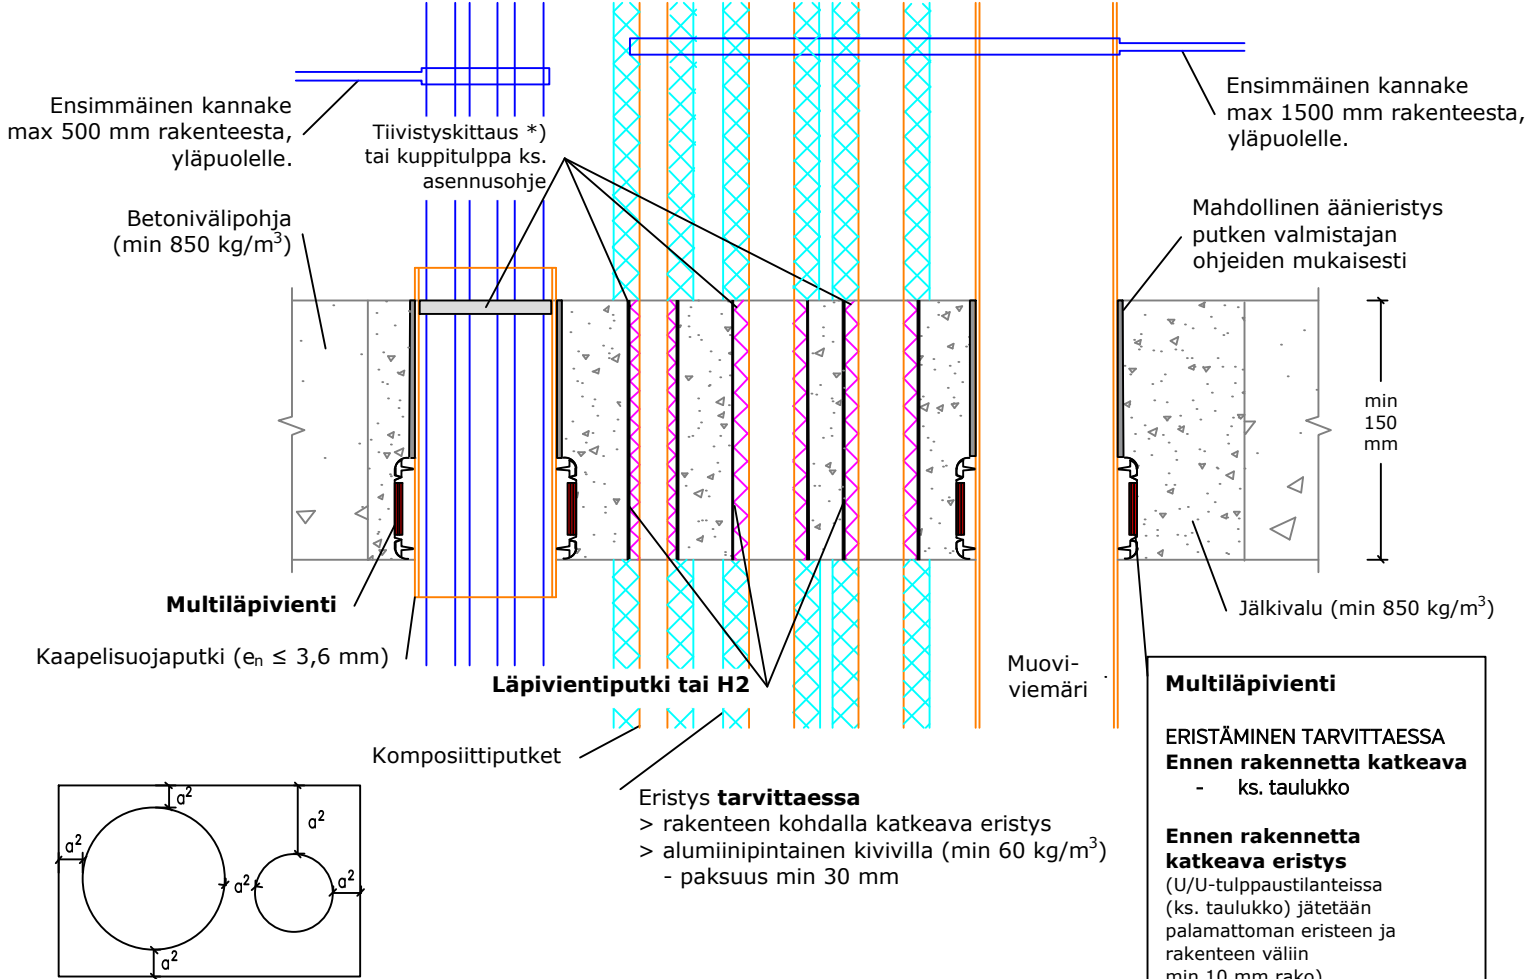 Ensimmäinen kannake
max 500 mm rakenteesta,
yläpuolelle.
Tiivistyskittaus *)
tai kuppitulppa ks.
asennusohje
Ensimmäinen kannake
max 1500 mm rakenteesta,
yläpuolelle.
Betonivälipohja
(min 850 kg/m³)
Mahdollinen äänieristys
putken valmistajan
ohjeiden mukaisesti
min
150
mm
Multiläpivienti
Kaapelisuojaputki (eₙ ≤ 3,6 mm)
Läpivientiputki tai H2
Komposiittiputket
Muovi-
viemäri
Jälkivalu (min 850 kg/m³)
Eristys tarvittaessa
> rakenteen kohdalla katkeava eristys
> alumiinipintainen kivivilla (min 60 kg/m³)
- paksuus min 30 mm
Multiläpivienti
ERISTÄMINEN TARVITTAESSA
Ennen rakennetta katkeava
- ks. taulukko
Ennen rakennetta
katkeava eristys
(U/U-tulppaustilanteissa
(ks. taulukko) jätetään
palamattoman eristeen ja
rakenteen väliin
min 10 mm rako)
a²
a²
a²
a²
a²
a²